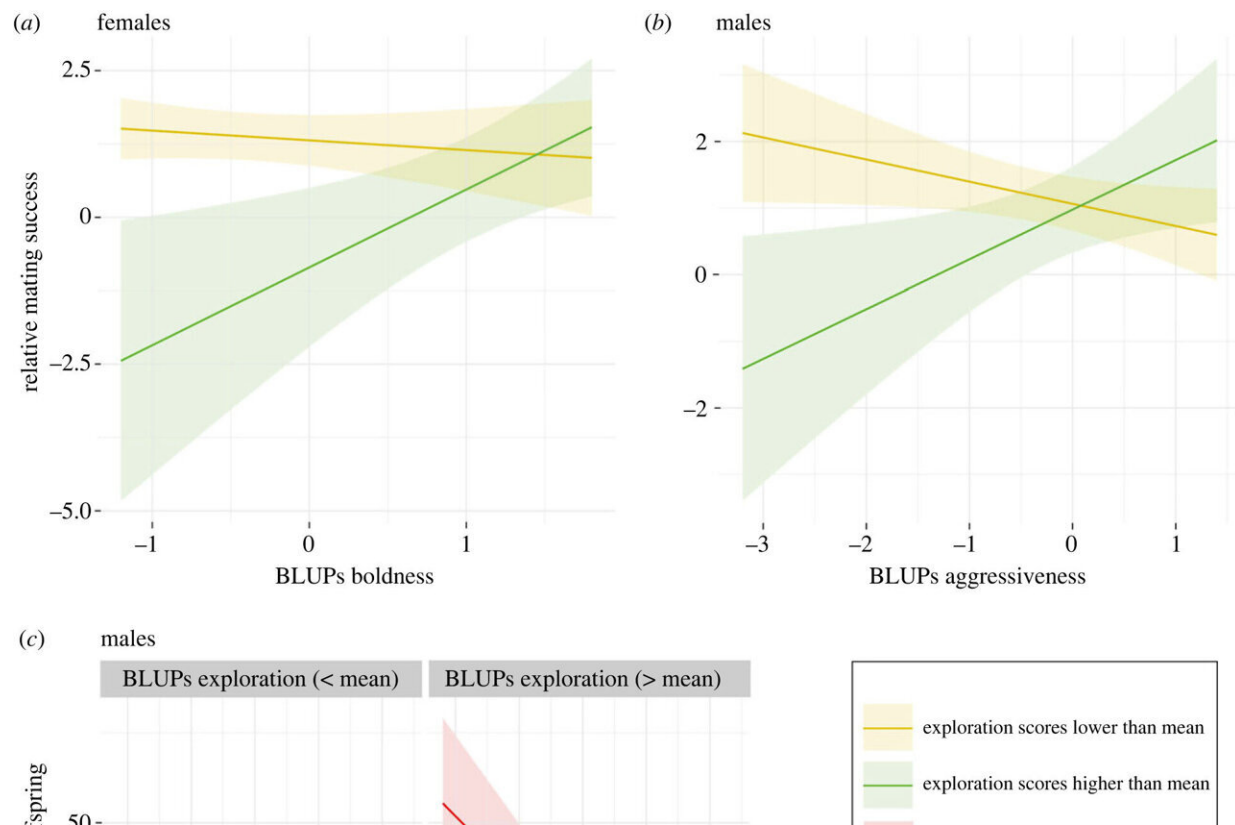 (a) females
2.5
0
–2.5
–5.0
relative mating success
–1 0 1
BLUPs boldness
(b) males
2
0
–2
–3 –2 –1 0 1
BLUPs aggressiveness
(c) males
BLUPs exploration (< mean) BLUPs exploration (> mean)
exploration scores lower than mean
exploration scores higher than mean
50